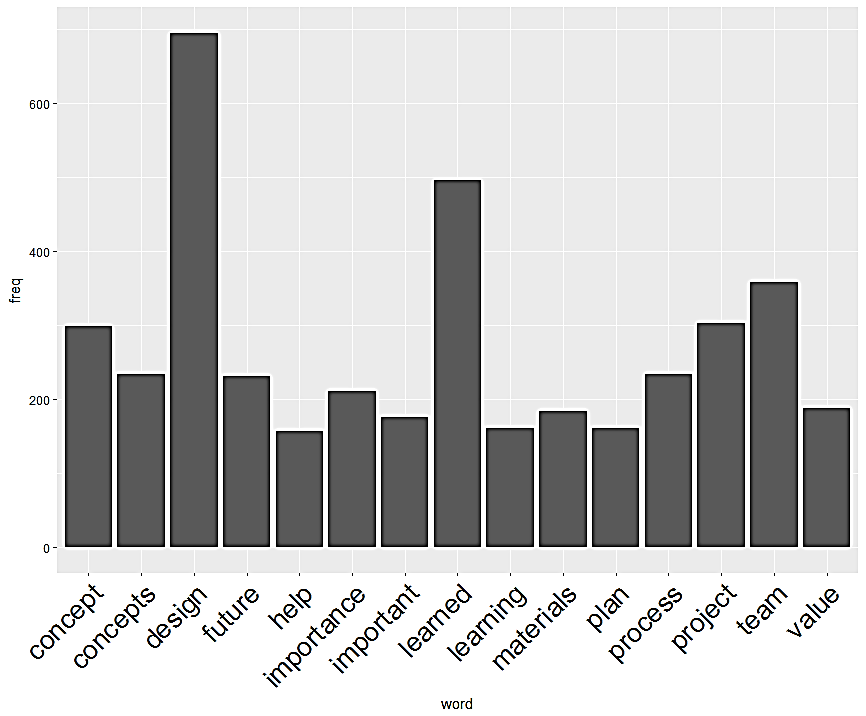 600
400
200
0
freq
concept
concepts
design
future
help
importance
important
learned
learning
materials
plan
process
project
team
value
word